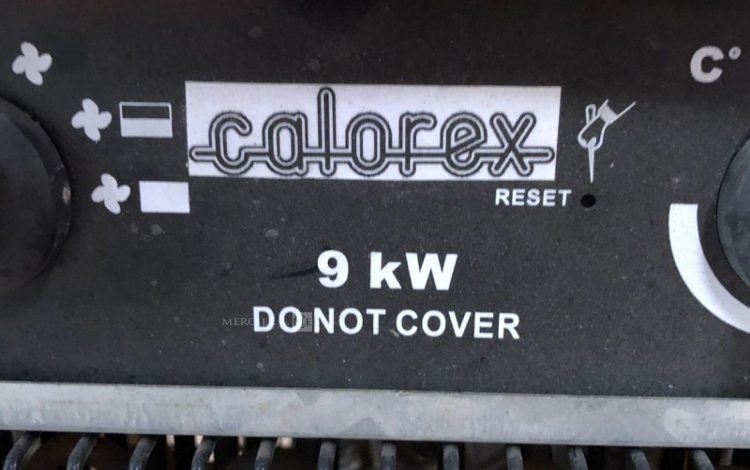 C°
calorex
RESET
9 kW
DO NOT COVER